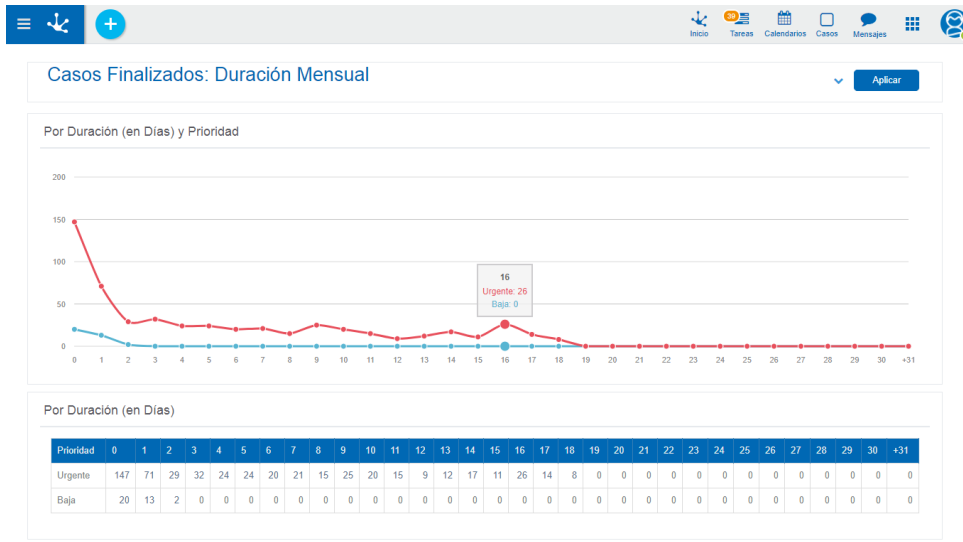 39
Inicio Tareas Calendarios Casos Mensajes
Casos Finalizados: Duración Mensual
Aplicar
Por Duración (en Días) y Prioridad
200
150
100
50
0
16
Urgente: 26
Baja: 0
0 1 2 3 4 5 6 7 8 9 10 11 12 13 14 15 16 17 18 19 20 21 22 23 24 25 26 27 28 29 30 +31
Por Duración (en Días)
Prioridad 0 1 2 3 4 5 6 7 8 9 10 11 12 13 14 15 16 17 18 19 20 21 22 23 24 25 26 27 28 29 30 +31
Urgente 147 71 29 32 24 24 20 21 15 25 20 15 9 12 17 11 26 14 8 0 0 0 0 0 0 0 0 0 0 0 0 0
Baja 20 13 2 0 0 0 0 0 0 0 0 0 0 0 0 0 0 0 0 0 0 0 0 0 0 0 0 0 0 0 0 0